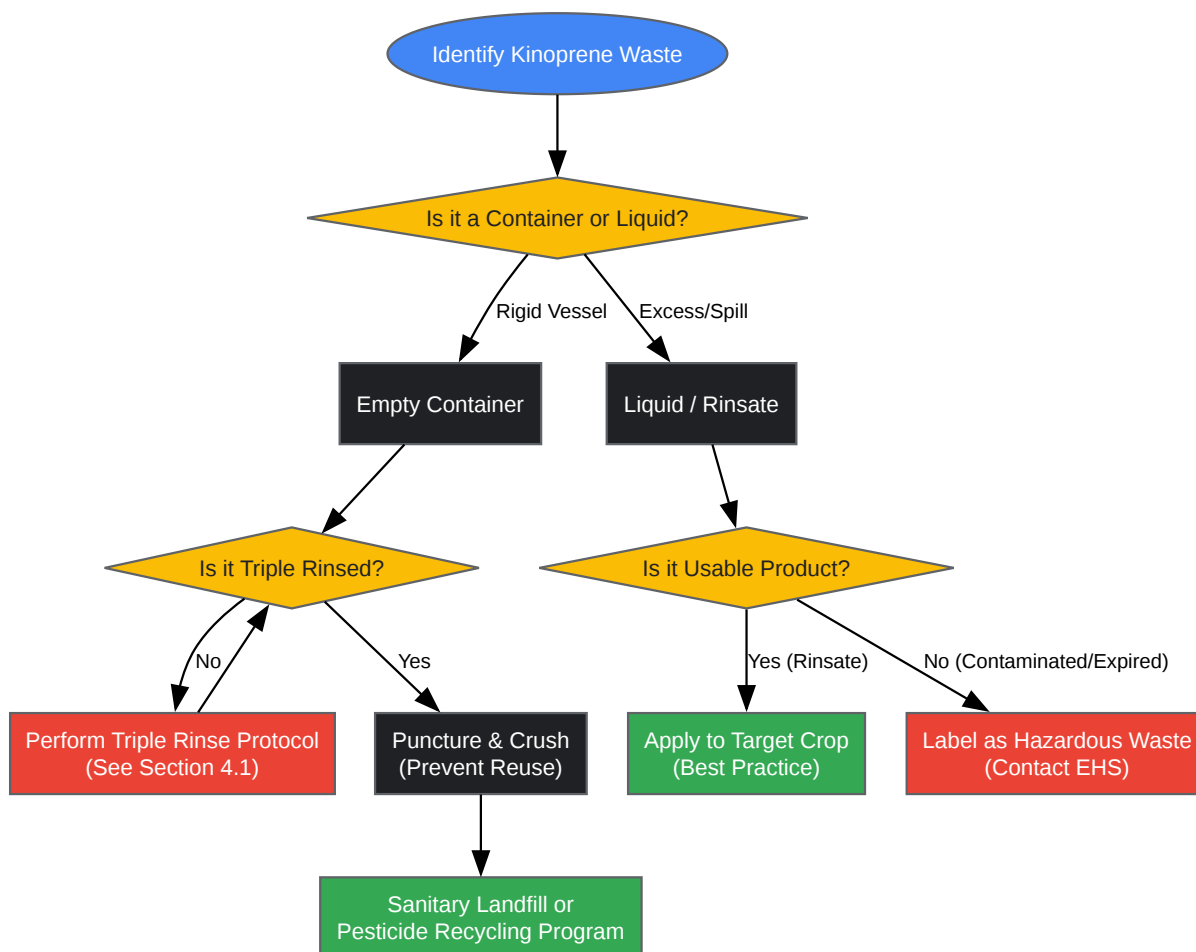 Identify Kinoprene Waste
Is it a Container or Liquid?
Rigid Vessel
Excess/Spill
Empty Container
Liquid / Rinsate
Is it Triple Rinsed?
Is it Usable Product?
No
Yes
Yes (Rinsate)
No (Contaminated/Expired)
Perform Triple Rinse Protocol
(See Section 4.1)
Puncture & Crush
(Prevent Reuse)
Apply to Target Crop
(Best Practice)
Label as Hazardous Waste
(Contact EHS)
Sanitary Landfill or
Pesticide Recycling Program